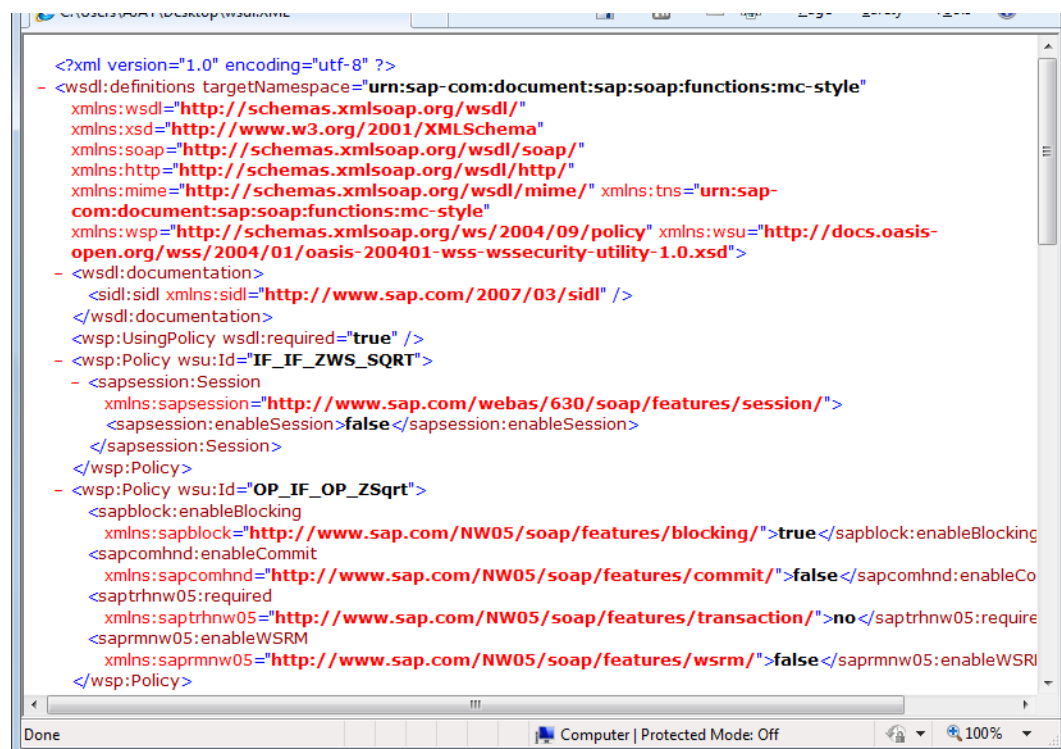 <?xml version="1.0" encoding="utf-8" ?>
- <wsdl:definitions targetNamespace="urn:sap-com:document:sap:soap:functions:mc-style"
xmlns:wsdl="http://schemas.xmlsoap.org/wsdl/"
xmlns:xsd="http://www.w3.org/2001/XMLSchema"
xmlns:soap="http://schemas.xmlsoap.org/wsdl/soap/"
xmlns:http="http://schemas.xmlsoap.org/wsdl/http/"
xmlns:mime="http://schemas.xmlsoap.org/wsdl/mime/" xmlns:tns="urn:sap-
com:document:sap:soap:functions:mc-style"
xmlns:wsp="http://schemas.xmlsoap.org/ws/2004/09/policy" xmlns:wsu="http://docs.oasis-
open.org/wss/2004/01/oasis-200401-wss-wssecurity-utility-1.0.xsd">
- <wsdl:documentation>
<sidl:sidl xmlns:sidl="http://www.sap.com/2007/03/sidl" />
</wsdl:documentation>
<wsp:UsingPolicy wsdl:required="true" />
- <wsp:Policy wsu:Id="IF_IF_ZWS_SQRT">
- <sapsession:Session
xmlns:sapsession="http://www.sap.com/webas/630/soap/features/session/">
<sapsession:enableSession>false</sapsession:enableSession>
</sapsession:Session>
</wsp:Policy>
- <wsp:Policy wsu:Id="OP_IF_OP_ZSqrt">
<sapblock:enableBlocking
xmlns:sapblock="http://www.sap.com/NW05/soap/features/blocking/">true</sapblock:enableBlocking
<sapcomhnd:enableCommit
xmlns:sapcomhnd="http://www.sap.com/NW05/soap/features/commit/">false</sapcomhnd:enableCo
<saptrhnw05:required
xmlns:saptrhnw05="http://www.sap.com/NW05/soap/features/transaction/">no</saptrhnw05:require
<saprmnw05:enableWSRM
xmlns:saprmnw05="http://www.sap.com/NW05/soap/features/wsrm/">false</saprmnw05:enableWSR
</wsp:Policy>
Done
Computer | Protected Mode: Off
100%